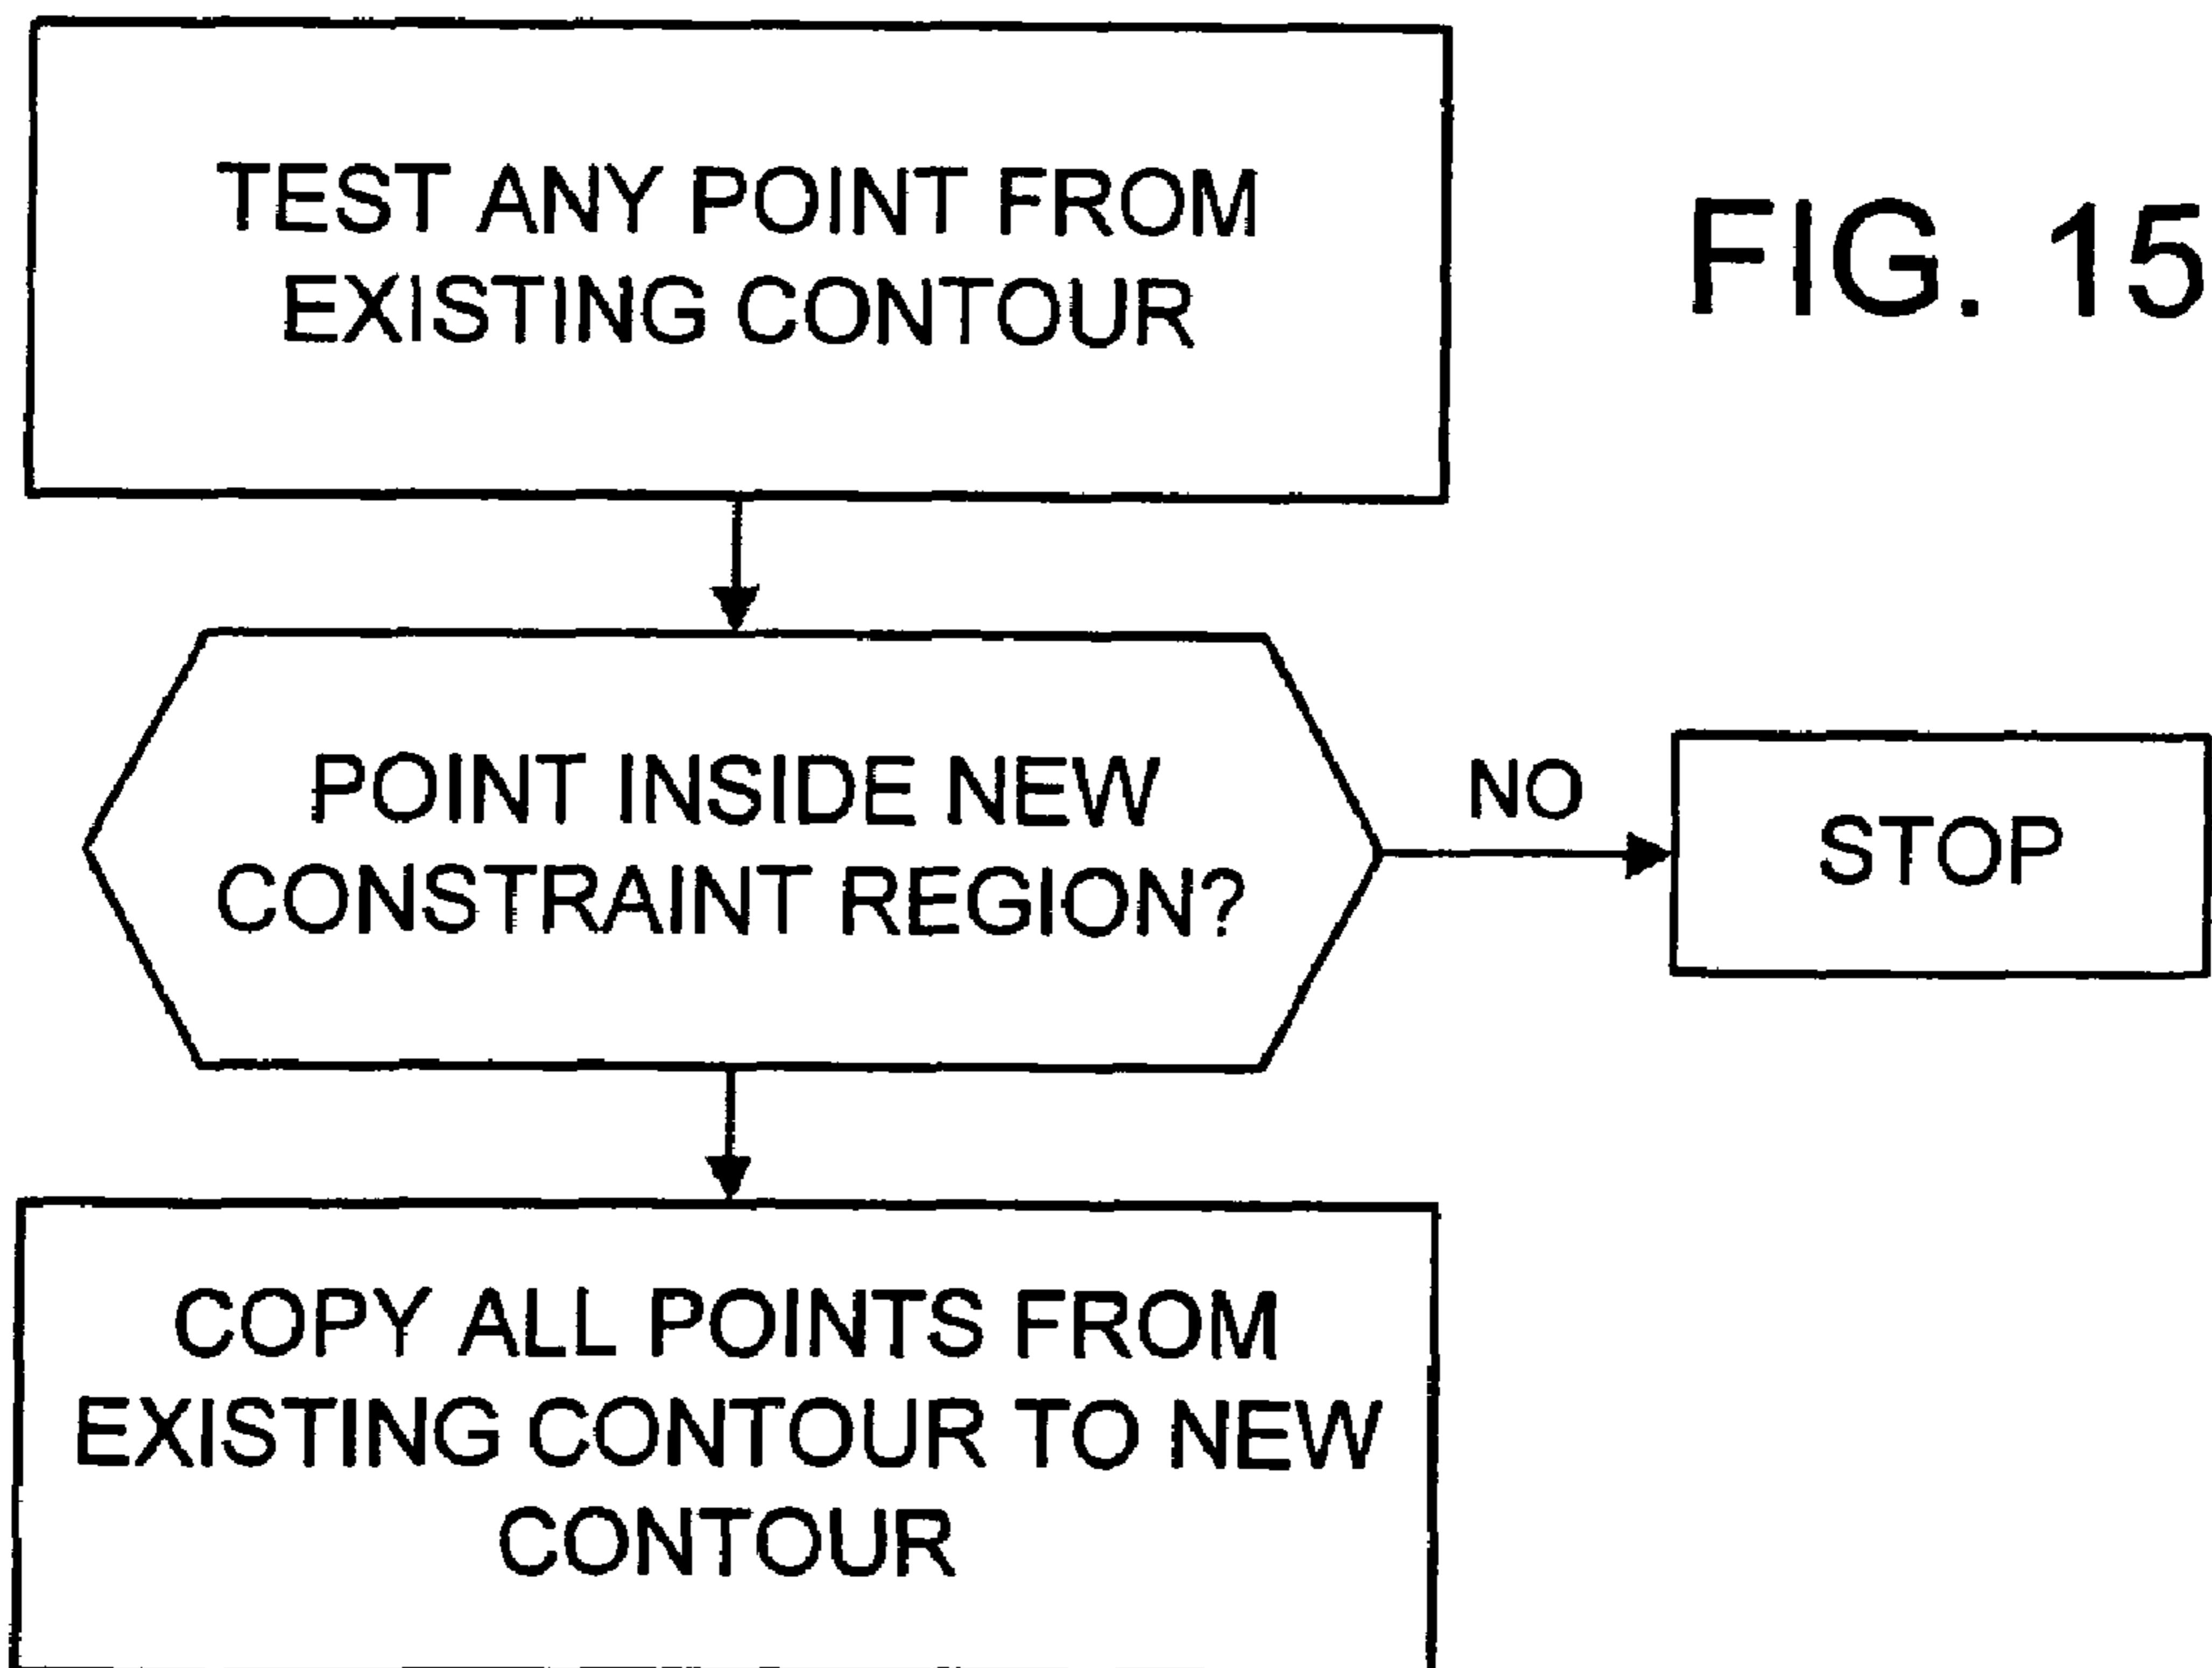 TEST ANY POINT FROM
EXISTING CONTOUR
FIG. 15
POINT INSIDE NEW
CONSTRAINT REGION?
NO
STOP
COPY ALL POINTS FROM
EXISTING CONTOUR TO NEW
CONTOUR